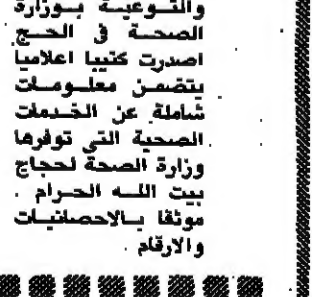 والتوعية بوزارة
الصحة في الحج
اصدرت كتيبا اعلاميا
يتضمن معلومات
شاملة عن الخدمات
الصحية التي توفرها
وزارة الصحة لحجاج
بيت الله الحرام .
موثقا بالاحصائيات
والارقام .